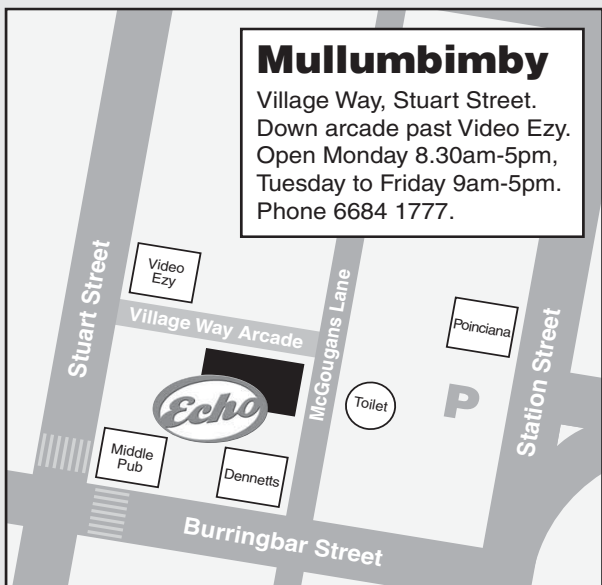 Mullumbimby
Village Way, Stuart Street.
Down arcade past Video Ezy.
Open Monday 8.30am-5pm,
Tuesday to Friday 9am-5pm.
Phone 6684 1777.
Stuart Street
Video
Ezy
Village Way Arcade
McGougans Lane
Poinciana
Station Street
Echo
Toilet
P
Middle
Pub
Dennetts
Burringbar Street